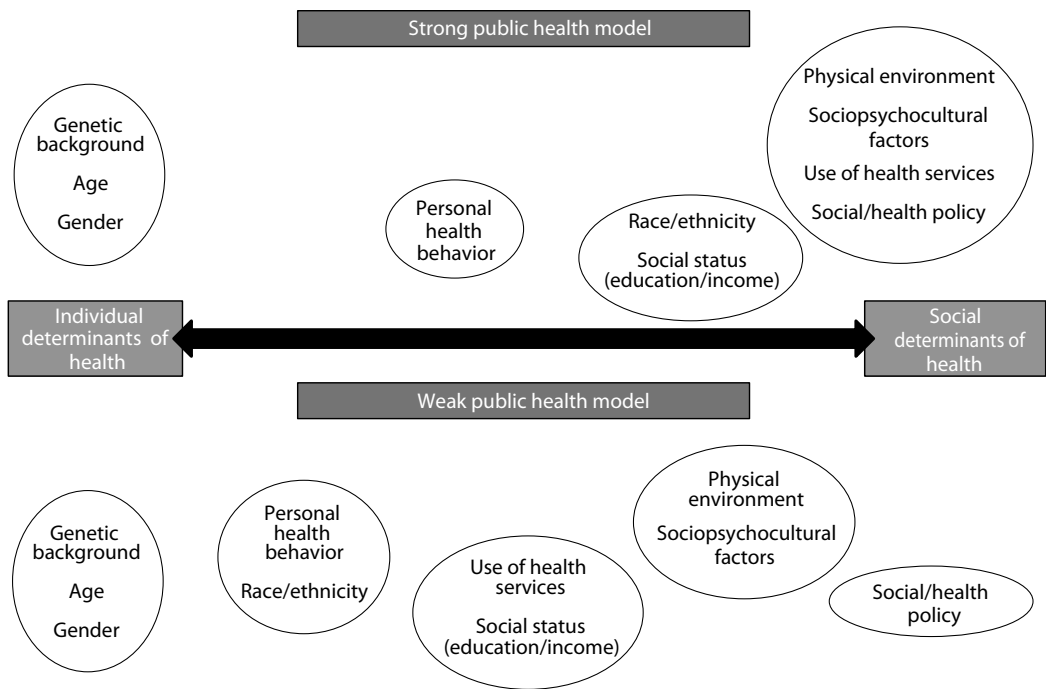 Strong public health model
Genetic
background
Age
Gender
Personal
health
behavior
Race/ethnicity
Social status
(education/income)
Physical environment
Sociopsychocultural
factors
Use of health services
Social/health policy
Individual
determinants of
health
Social
determinants of
health
Weak public health model
Genetic
background
Age
Gender
Personal
health
behavior
Race/ethnicity
Use of health
services
Social status
(education/income)
Physical
environment
Sociopsychocultural
factors
Social/health
policy